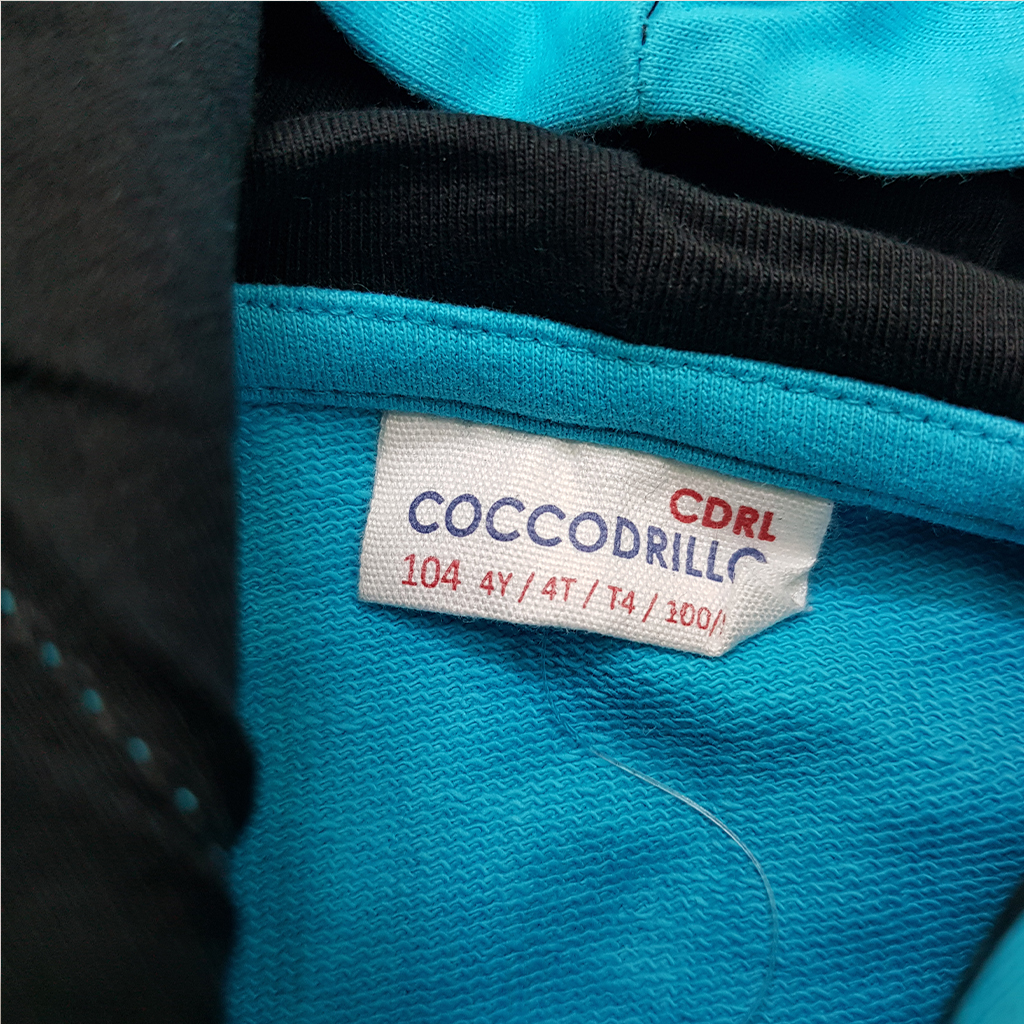 CDRL
COCCODRILLO
104 4Y / 4T / T4 / 100/